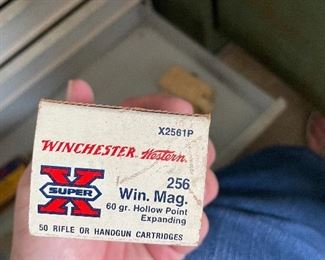 X2561P
WINCHESTER Western
SUPER X
256
Win. Mag.
60 gr. Hollow Point
Expanding
50 RIFLE OR HANDGUN CARTRIDGES